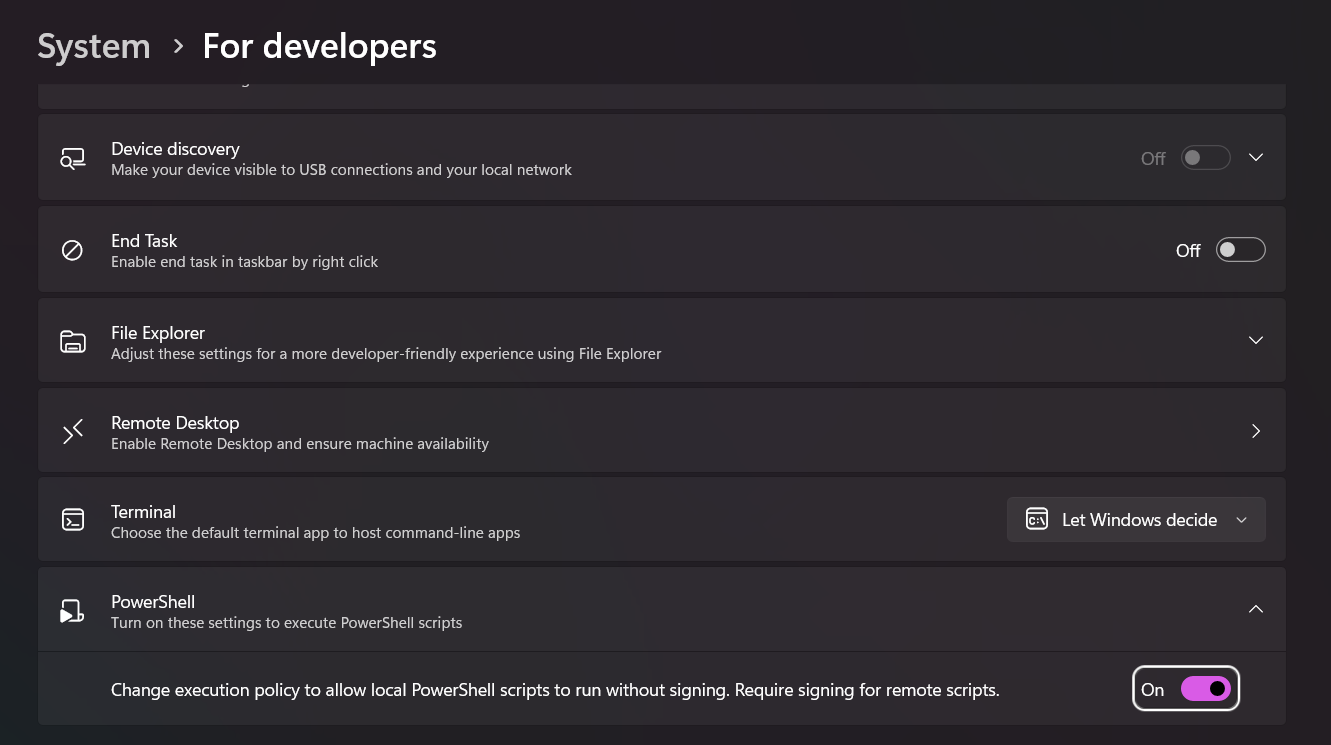 System > For developers
Device discovery
Make your device visible to USB connections and your local network
Off
End Task
Enable end task in taskbar by right click
Off
File Explorer
Adjust these settings for a more developer-friendly experience using File Explorer
Remote Desktop
Enable Remote Desktop and ensure machine availability
Terminal
Choose the default terminal app to host command-line apps
C:\ Let Windows decide
PowerShell
Turn on these settings to execute PowerShell scripts
Change execution policy to allow local PowerShell scripts to run without signing. Require signing for remote scripts.
On